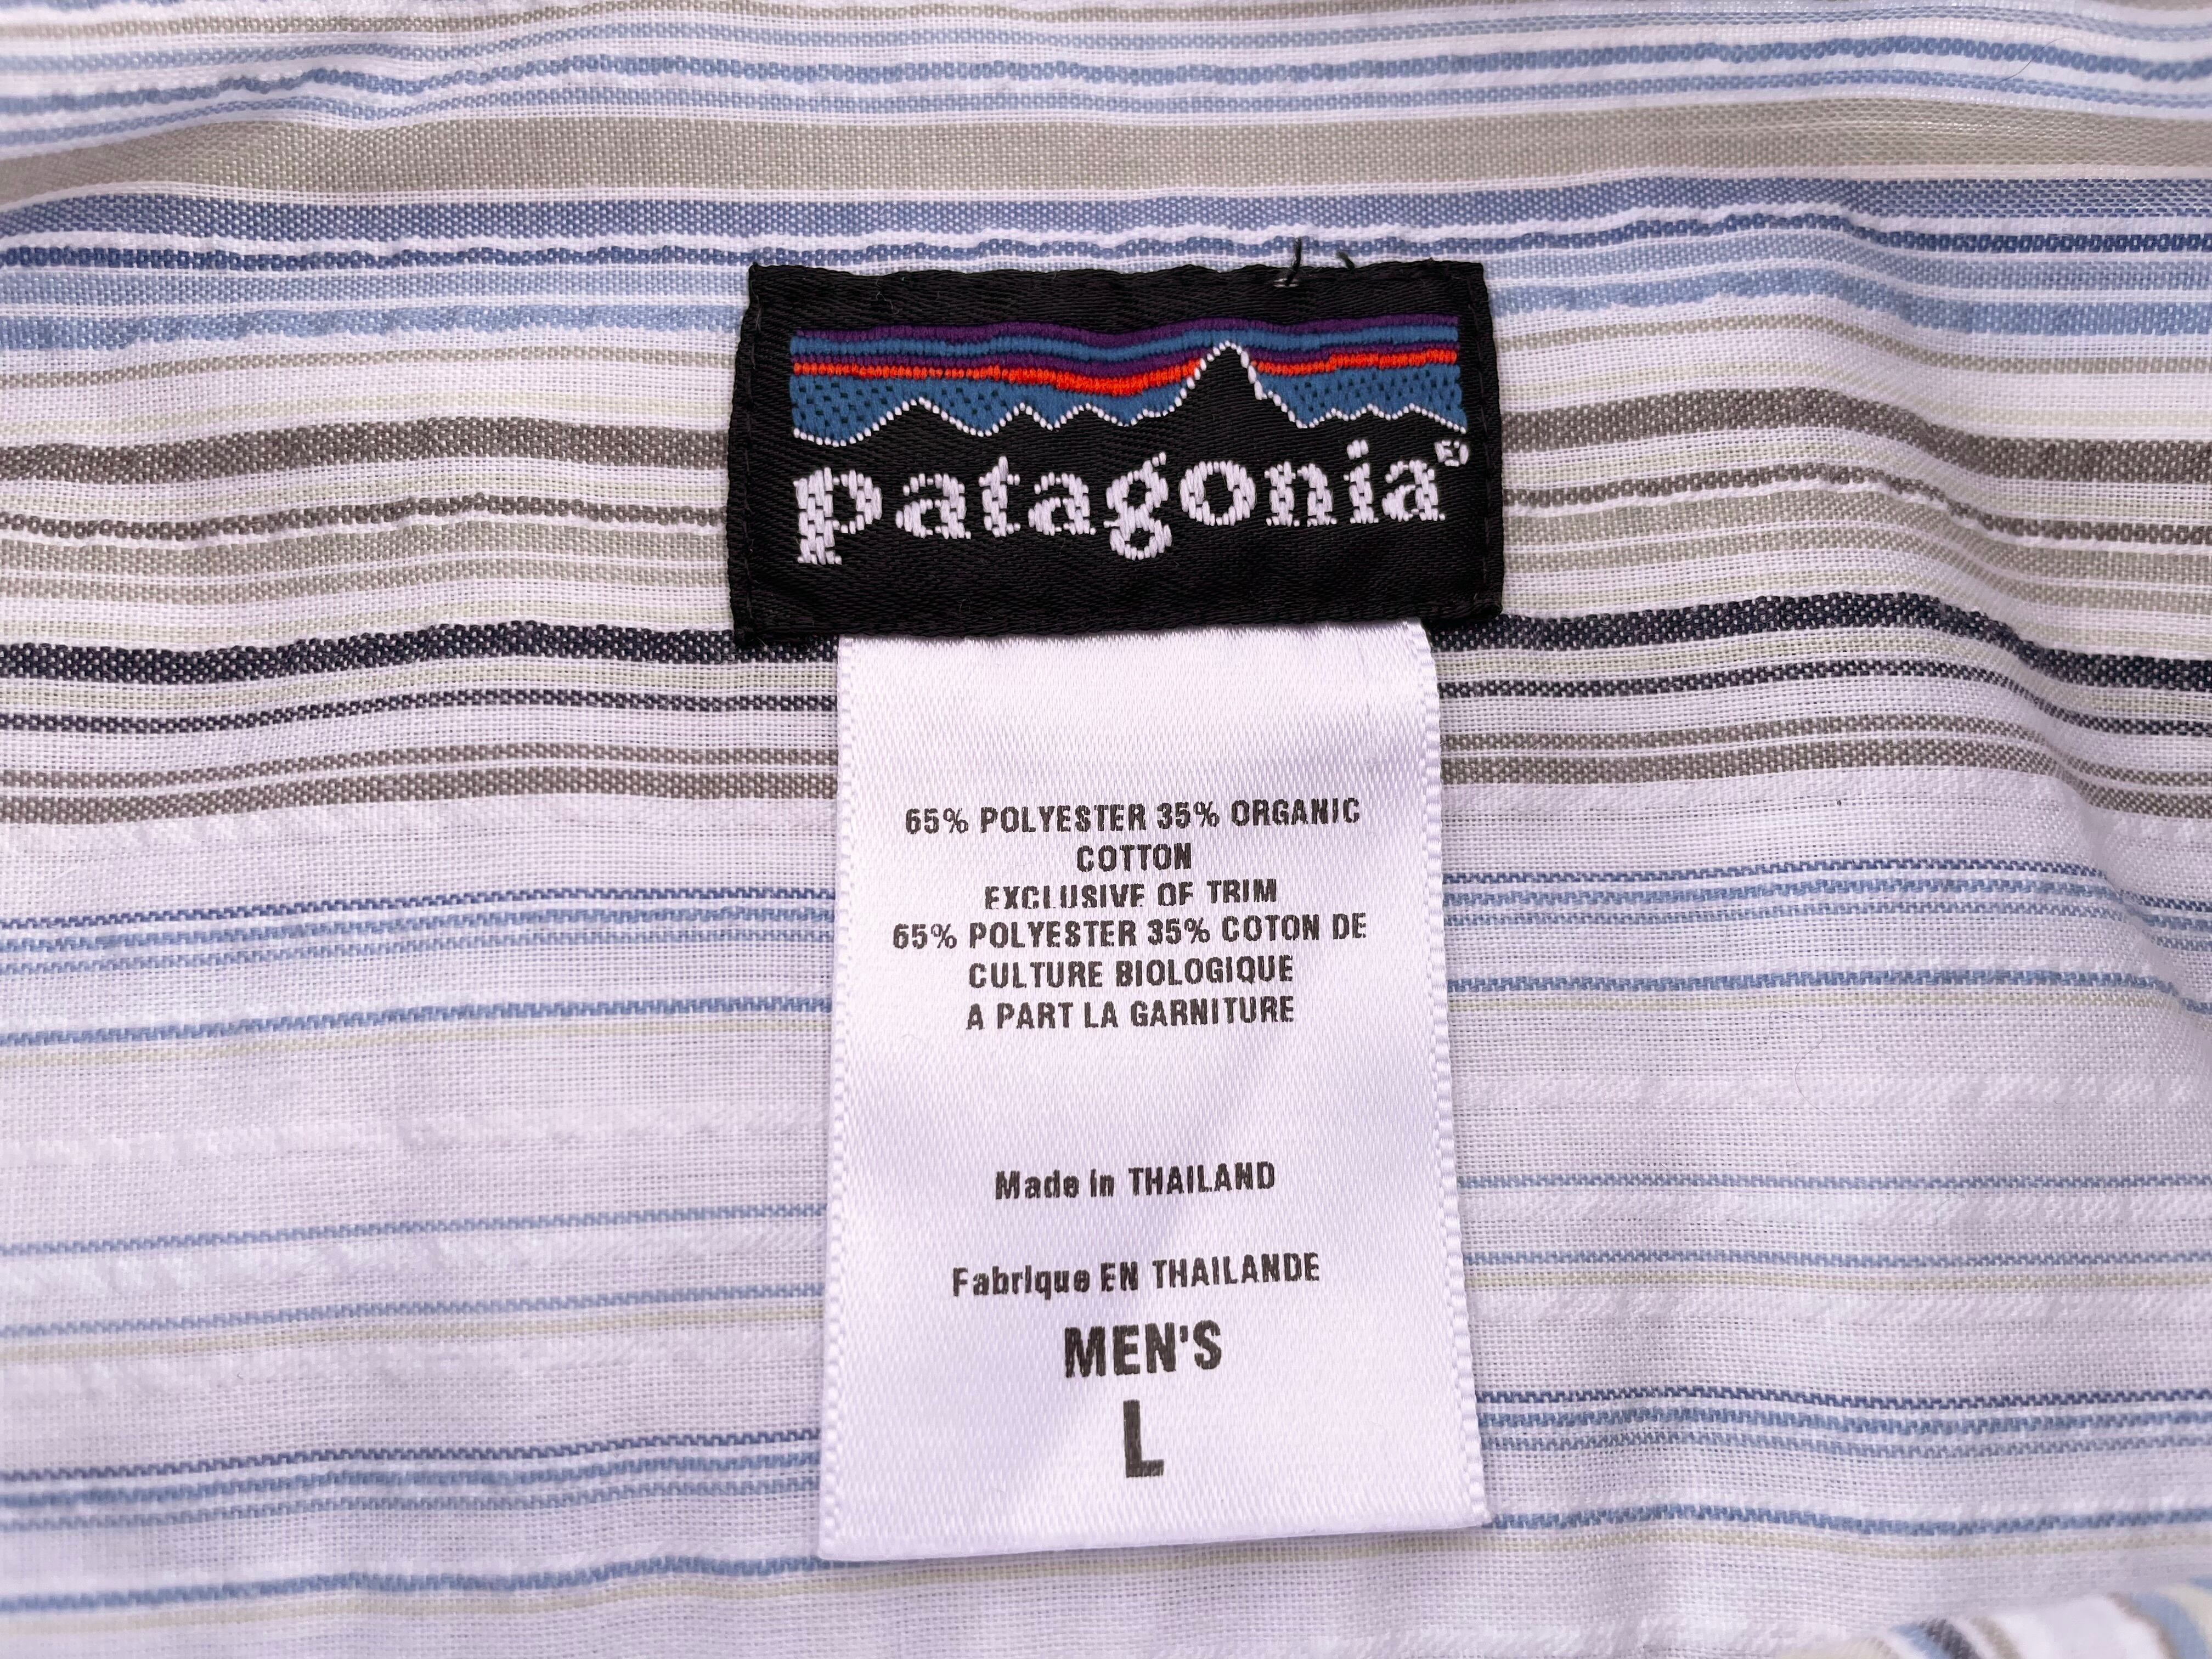 patagonia®
65% POLYESTER 35% ORGANIC
COTTON
EXCLUSIVE OF TRIM
65% POLYESTER 35% COTON DE
CULTURE BIOLOGIQUE
A PART LA GARNITURE
Made in THAILAND
Fabrique EN THAILANDE
MEN'S
L